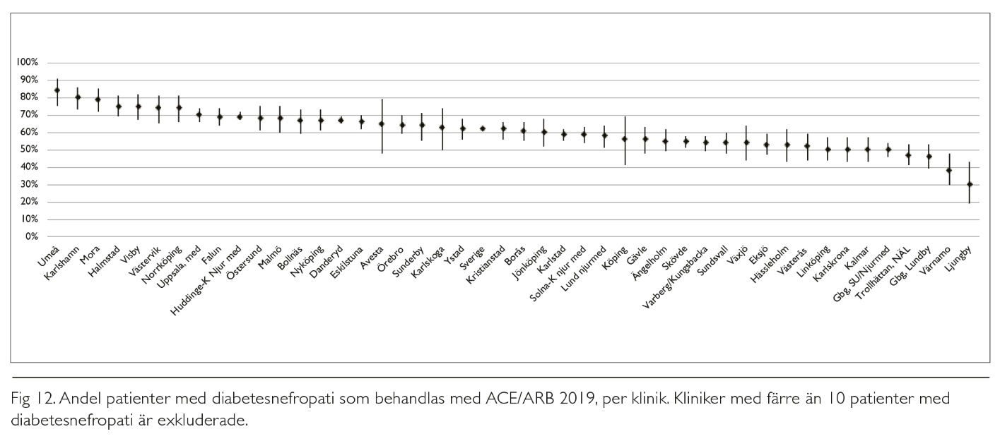 100%
90%
80%
70%
60%
50%
40%
30%
20%
10%
0%
Umeå
Karlshamn
Mora
Halmstad
Visby
Västervik
Norrköping
Uppsala, med
Falun
Huddinge-K Njur med
Östersund
Malmö
Bollnäs
Nyköping
Danderyd
Eskilstuna
Avesta
Örebro
Sunderby
Karlskoga
Ystad
Sverige
Kristianstad
Borås
Jönköping
Karlstad
Solna-K njur med
Lund njurmed
Köping
Gävle
Ängelholm
Skövde
Varberg/Kungsbacka
Sundsvall
Växjö
Eksjö
Hässleholm
Västerås
Linköping
Karlskrona
Kalmar
Gbg, SU/Njurmed
Trollhättan, NÄL
Gbg, Lundby
Värnamo
Ljungby
Fig 12. Andel patienter med diabetesnefropati som behandlas med ACE/ARB 2019, per klinik. Kliniker med färre än 10 patienter med
diabetesnefropati är exkluderade.